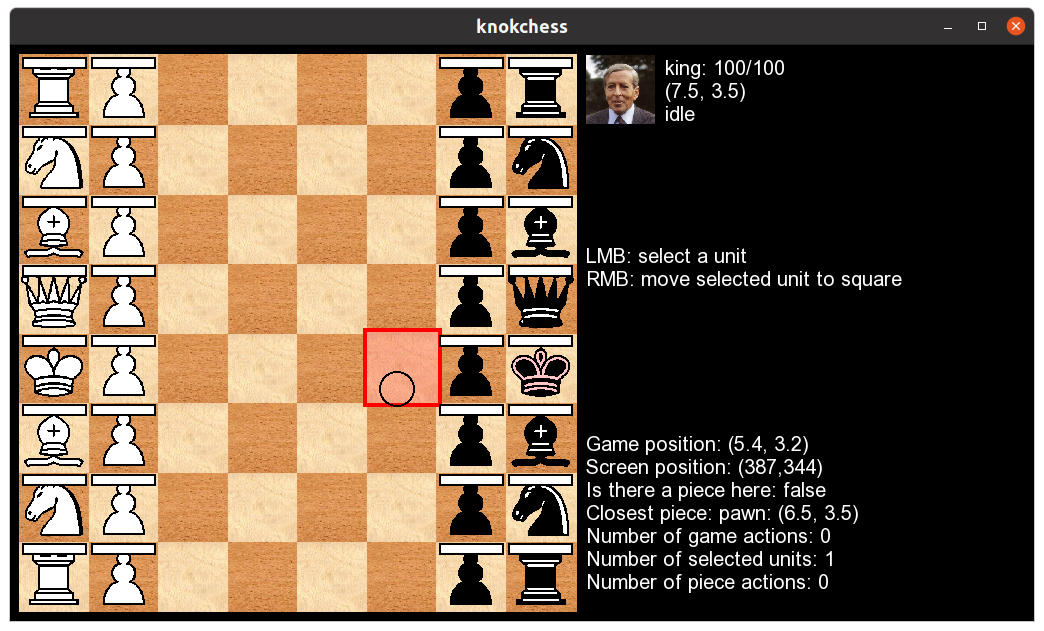 knokchess
king: 100/100
(7.5, 3.5)
idle
LMB: select a unit
RMB: move selected unit to square
Game position: (5.4, 3.2)
Screen position: (387,344)
Is there a piece here: false
Closest piece: pawn: (6.5, 3.5)
Number of game actions: 0
Number of selected units: 1
Number of piece actions: 0